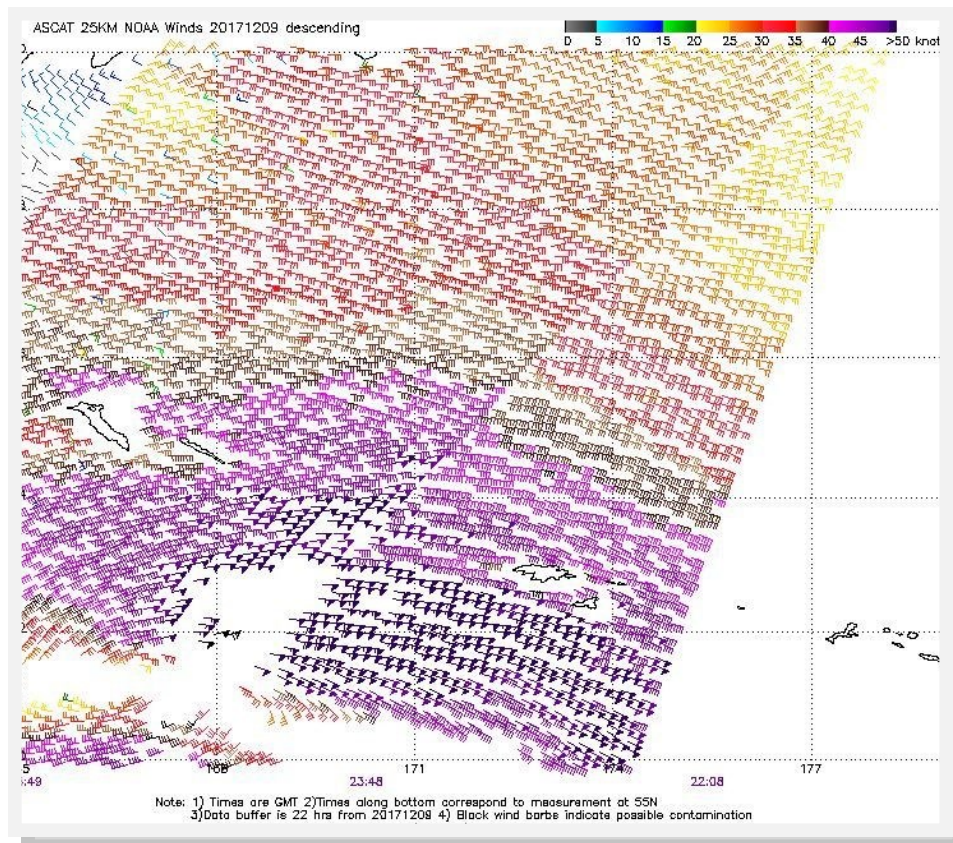 ASCAT 25KM NOAA Winds 20171209 descending
0 5 10 15 20 25 30 35 40 45 >50 knot
168 171 174 177
:49 23:48 22:08
Note: 1) Times are GMT 2)Times along bottom correspond to measurement at 55N
3)Data buffer is 22 hrs from 20171209 4) Black wind barbs indicate possible contamination